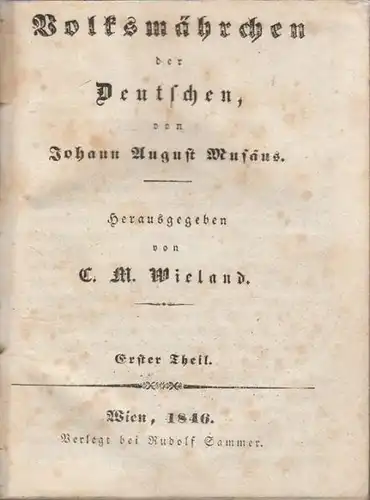 Volksmährchen
der
Deutschen,
von
Johann August Musäus.
Herausgegeben
von
C. M. Wieland.
Erster Theil.
Wien, 1846.
Verlegt bei Rudolf Sammer.